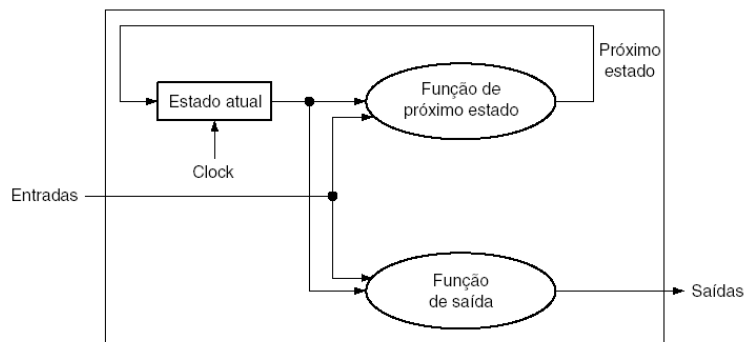 Próximo
estado
Estado atual
Função de
próximo estado
Clock
Entradas
Função
de saída
Saídas